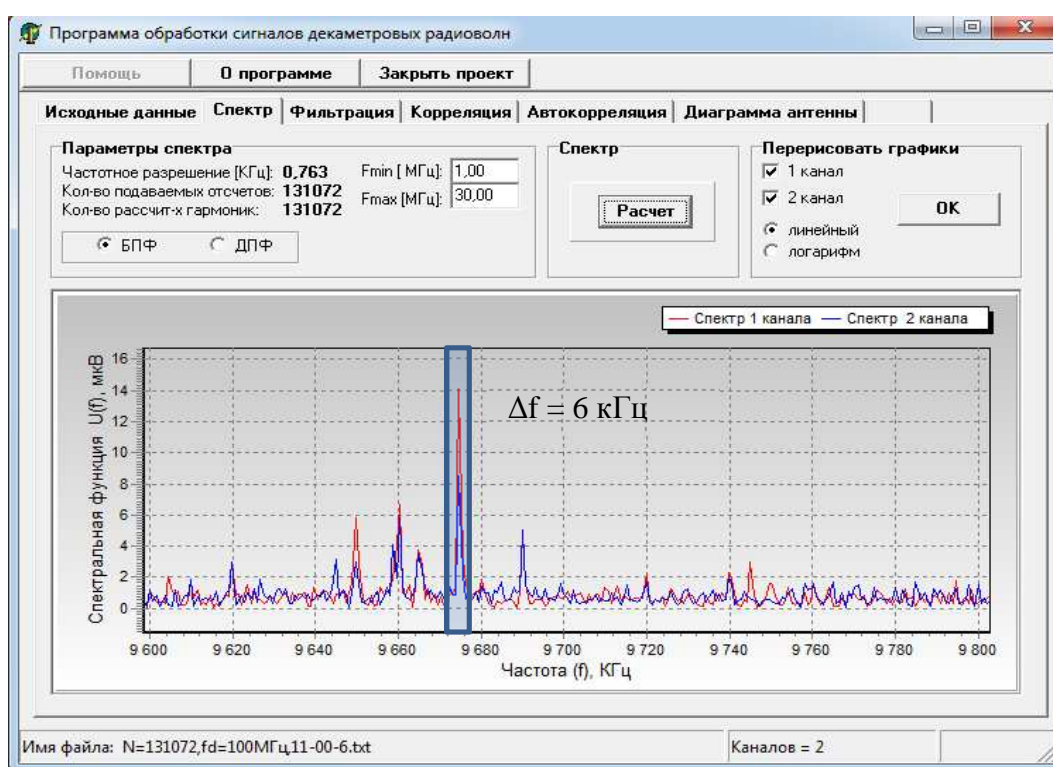 Программа обработки сигналов декаметровых радиоволн
Помощь О программе Закрыть проект
Исходные данные Спектр Фильтрация Корреляция Автокорреляция Диаграмма антенны
Параметры спектра
Частотное разрешение [КГц]: 0,763
Кол-во подаваемых отсчетов: 131072
Кол-во рассчит-х гармоник: 131072
Fmin [ МГц]: 1,00
Fmax [МГц]: 30,00
БПФ ДПФ
Спектр
Расчет
Перерисовать графики
1 канал
2 канал
линейный
логарифм
OK
Спектр 1 канала Спектр 2 канала
Спектральная функция U(f), мкВ
16
14
12
10
8
6
4
2
0
Δf = 6 кГц
9 600 9 620 9 640 9 660 9 680 9 700 9 720 9 740 9 760 9 780 9 800
Частота (f), КГц
Имя файла: N=131072,fd=100МГц,11-00-6.txt Каналов = 2